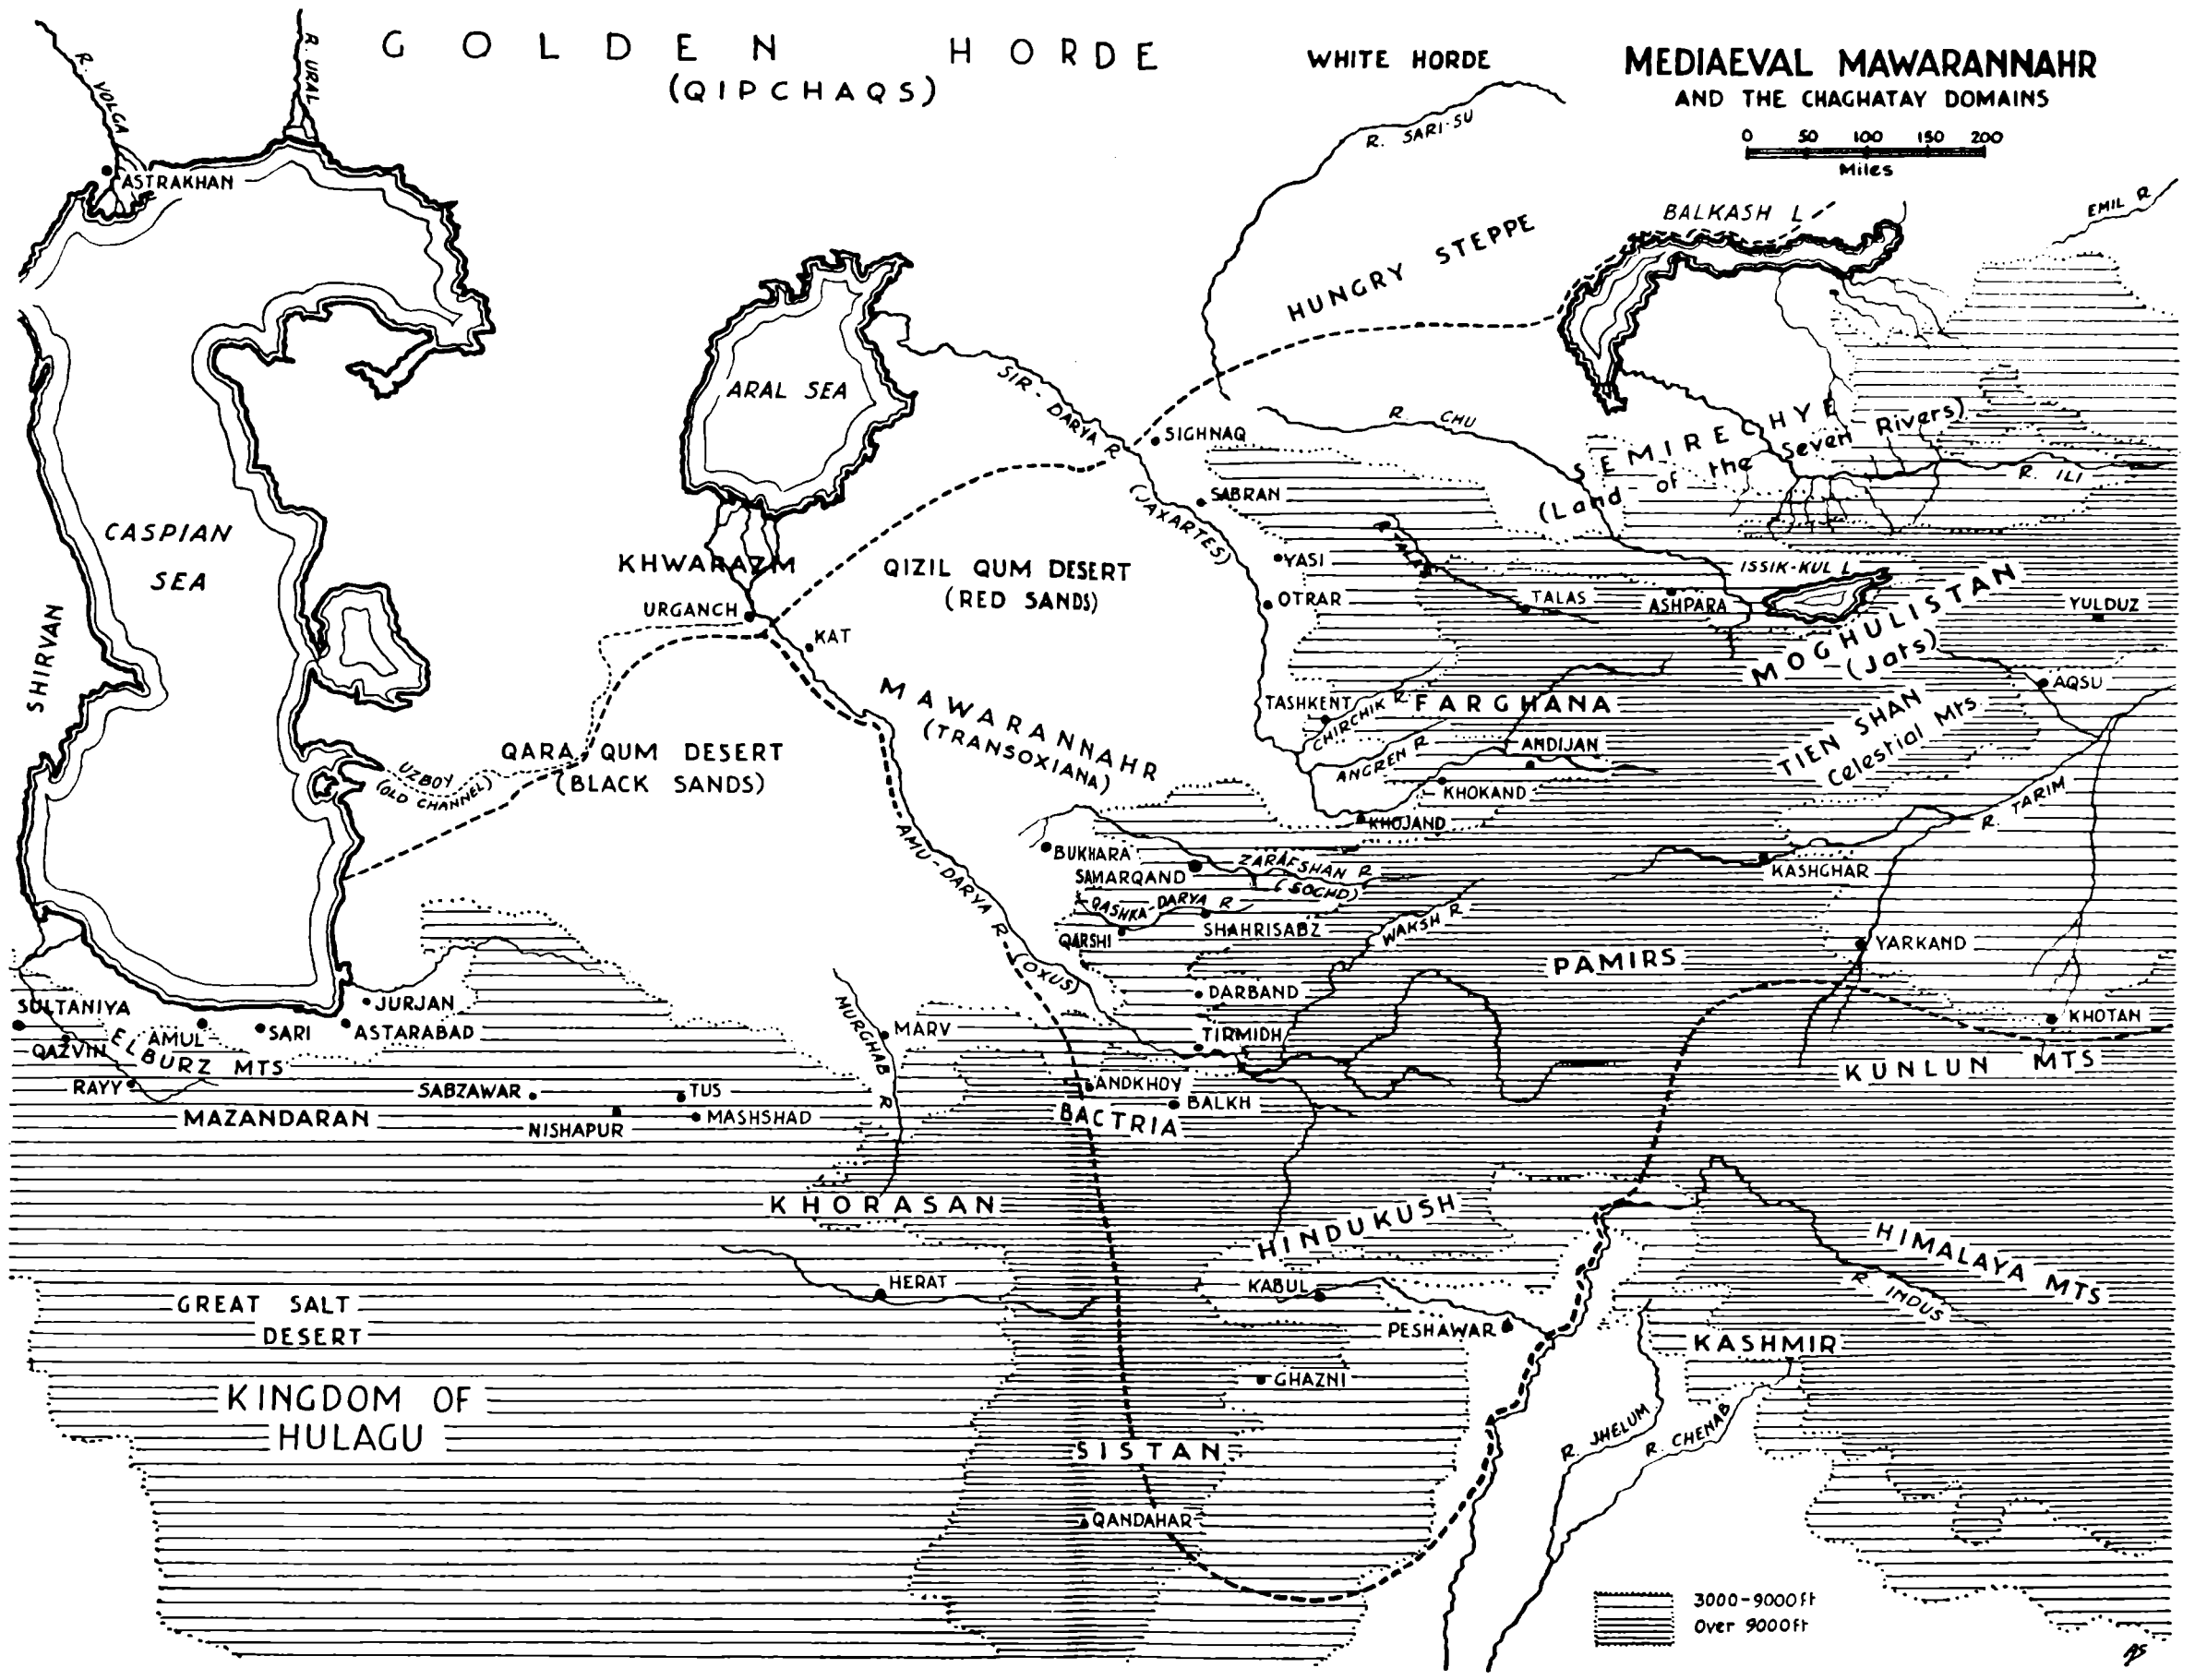 GOLDEN HORDE
(QIPCHAQS)
WHITE HORDE
MEDIAEVAL MAWARANNAHR
AND THE CHAGHATAY DOMAINS
0 50 100 150 200
Miles
R. VOLGA
R. URAL
ASTRAKHAN
R. SARI-SU
BALKASH L
EMIL R
HUNGRY STEPPE
ARAL SEA
SIR-DARYA R
(JAXARTES)
SIGHNAQ
R. CHU
SEMIRECHYE
(Land of the Seven Rivers)
R. ILI
SABRAN
CASPIAN
SEA
KHWARAZM
QIZIL QUM DESERT
(RED SANDS)
YASI
OTRAR
TALAS
ASHPARA
ISSIK-KUL L
MOGHULISTAN
(Jats)
YULDUZ
URGANCH
KAT
SHIRVAN
MAWARANNAHR
(TRANSOXIANA)
TASHKENT
CHIRCHIK R
FARGHANA
AQSU
TIEN SHAN
Celestial Mts
QARA QUM DESERT
(BLACK SANDS)
UZBOY
(OLD CHANNEL)
ANGREN R
ANDIJAN
KHOKAND
KHOJAND
R. TARIM
AMU-DARYA R
(OXUS)
BUKHARA
SAMARQAND
ZARAFSHAN R
(SOGHD)
KASHGHAR
QASHKA-DARYA R
QARSHI
SHAHRISABZ
WAKSH R
PAMIRS
YARKAND
DARBAND
TIRMIDH
KHOTAN
KUNLUN MTS
SULTANIYA
JURJAN
AMUL
SARI
ASTARABAD
QAZVIN
ELBURZ MTS
RAYY
MURGHAB R
MARV
SABZAWAR
TUS
MAZANDARAN
NISHAPUR
MASHSHAD
ANDKHOY
BALKH
BACTRIA
KHORASAN
HINDUKUSH
HIMALAYA MTS
R. INDUS
HERAT
KABUL
PESHAWAR
KASHMIR
GREAT SALT
DESERT
KINGDOM OF
HULAGU
GHAZNI
SISTAN
QANDAHAR
R. JHELUM
R. CHENAB
3000-9000ft
Over 9000ft